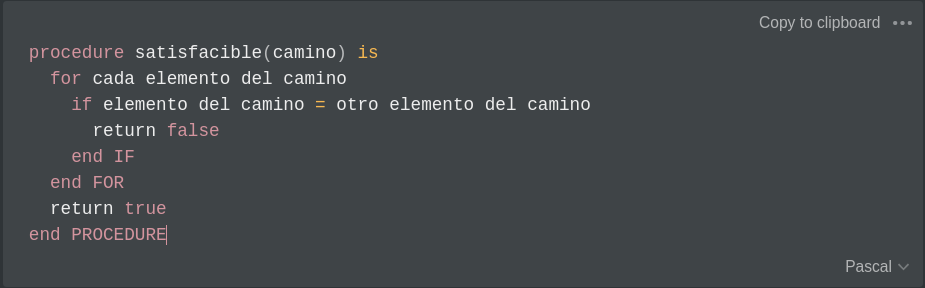 Copy to clipboard
procedure satisfacible(camino) is
for cada elemento del camino
if elemento del camino = otro elemento del camino
return false
end IF
end FOR
return true
end PROCEDURE
Pascal